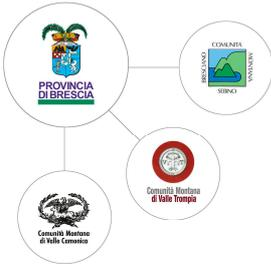 PROVINCIA
DI BRESCIA
COMUNITÀ
MONTANA
SEBINO
BRESCIANO
Comunità Montana
di Valle Trompia
Comunità Montana
di Valle Camonica